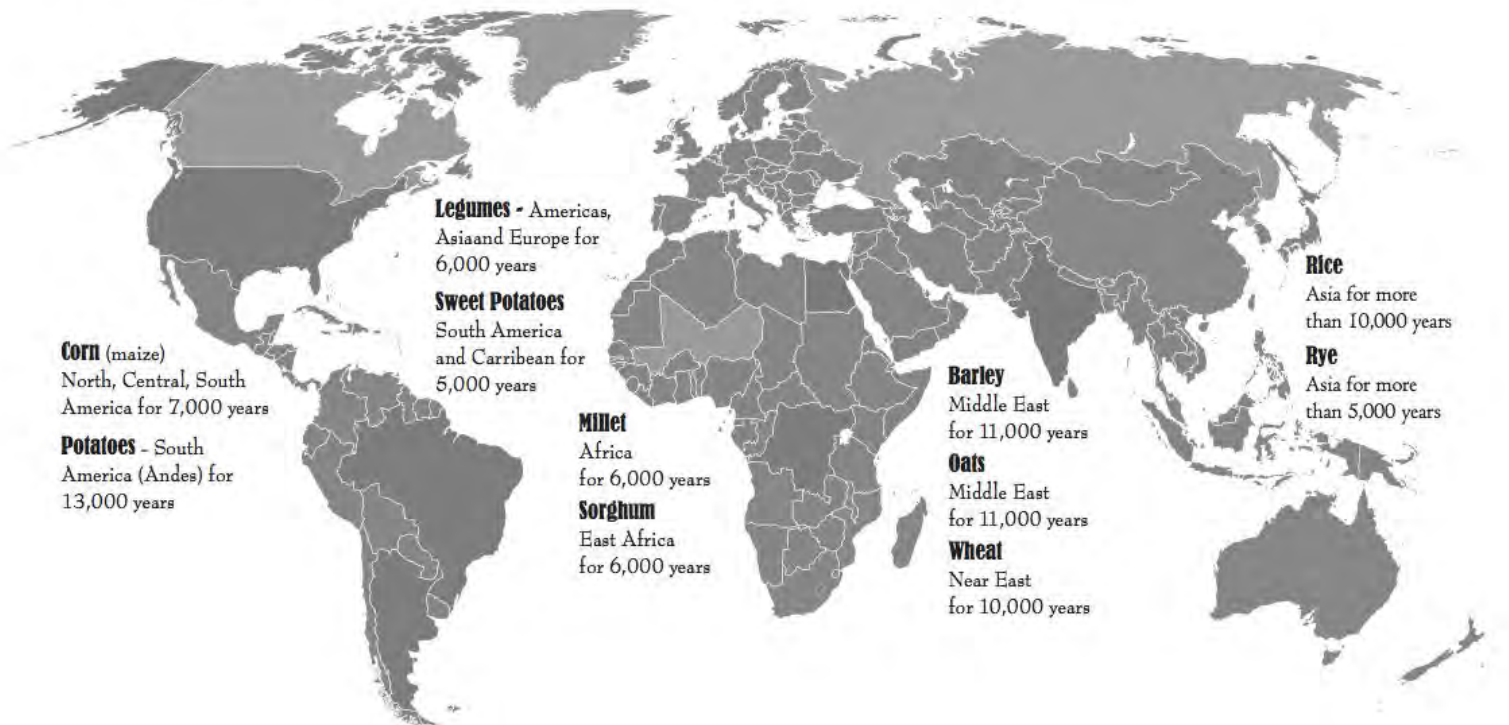 Legumes - Americas,
Asiaand Europe for
6,000 years
Sweet Potatoes
South America
and Carribean for
5,000 years
Corn (maize)
North, Central, South
America for 7,000 years
Potatoes - South
America (Andes) for
13,000 years
Millet
Africa
for 6,000 years
Sorghum
East Africa
for 6,000 years
Barley
Middle East
for 11,000 years
Oats
Middle East
for 11,000 years
Wheat
Near East
for 10,000 years
Rice
Asia for more
than 10,000 years
Rye
Asia for more
than 5,000 years